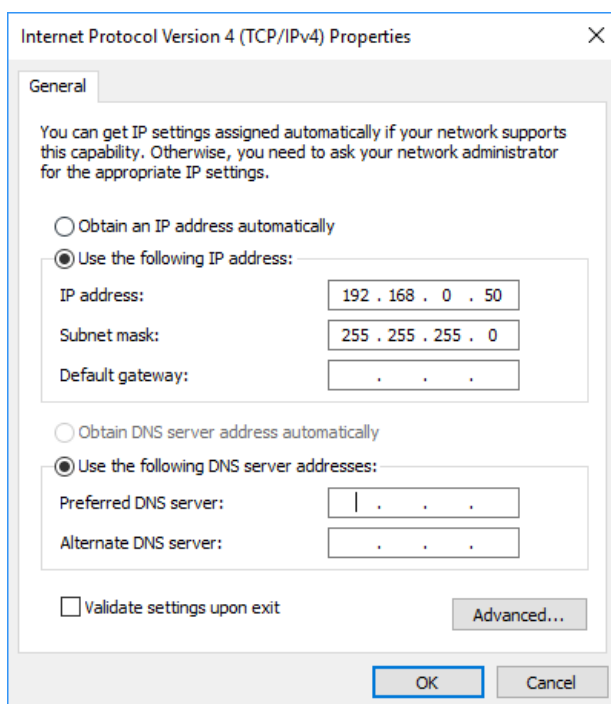 Internet Protocol Version 4 (TCP/IPv4) Properties
General
You can get IP settings assigned automatically if your network supports
this capability. Otherwise, you need to ask your network administrator
for the appropriate IP settings.
Obtain an IP address automatically
Use the following IP address:
IP address: 192 . 168 . 0 . 50
Subnet mask: 255 . 255 . 255 . 0
Default gateway: . . .
Obtain DNS server address automatically
Use the following DNS server addresses:
Preferred DNS server: . . .
Alternate DNS server: . . .
Validate settings upon exit
Advanced...
OK Cancel